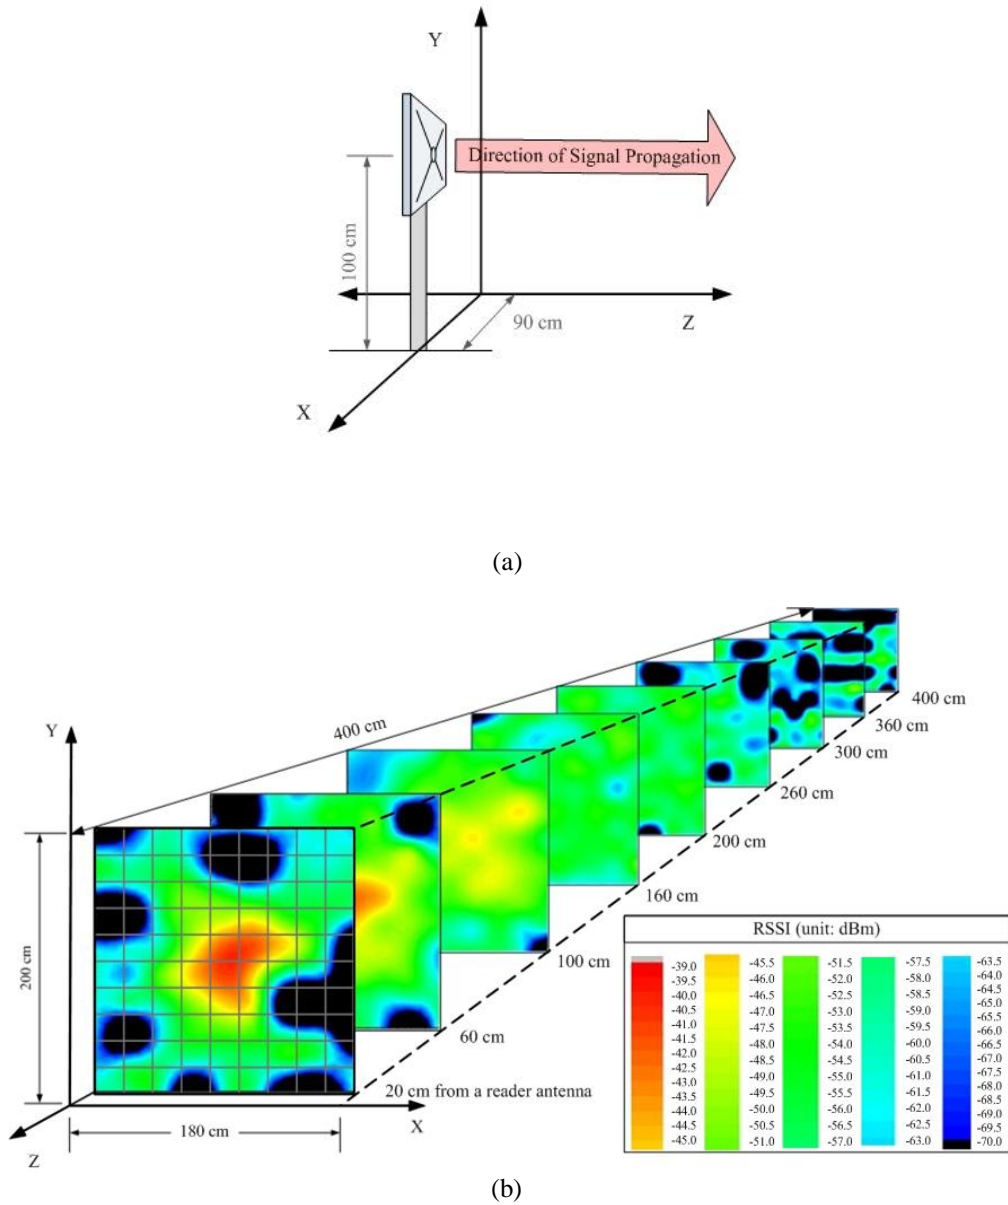 Y
Direction of Signal Propagation
100 cm
90 cm
Z
X
(a)
400 cm
Y
400 cm
360 cm
300 cm
260 cm
200 cm
160 cm
100 cm
60 cm
20 cm from a reader antenna
200 cm
180 cm
X
Z
RSSI (unit: dBm)
-39.0
-39.5
-40.0
-40.5
-41.0
-41.5
-42.0
-42.5
-43.0
-43.5
-44.0
-44.5
-45.0
-45.5
-46.0
-46.5
-47.0
-47.5
-48.0
-48.5
-49.0
-49.5
-50.0
-50.5
-51.0
-51.5
-52.0
-52.5
-53.0
-53.5
-54.0
-54.5
-55.0
-55.5
-56.0
-56.5
-57.0
-57.5
-58.0
-58.5
-59.0
-59.5
-60.0
-60.5
-61.0
-61.5
-62.0
-62.5
-63.0
-63.5
-64.0
-64.5
-65.0
-65.5
-66.0
-66.5
-67.0
-67.5
-68.0
-68.5
-69.0
-69.5
-70.0
(b)